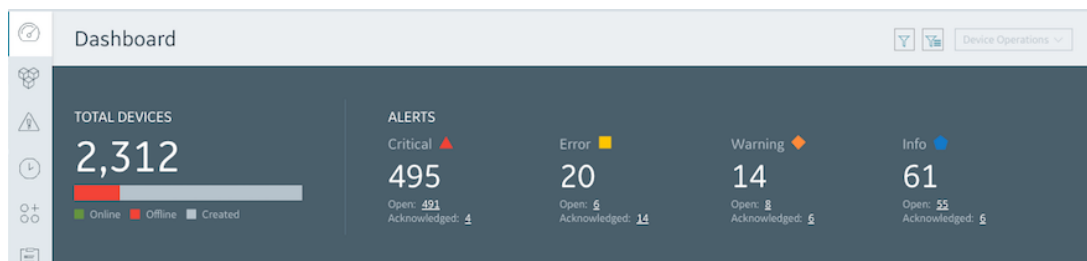 Dashboard
Device Operations
TOTAL DEVICES
2,312
Online Offline Created
ALERTS
Critical
495
Open: 491
Acknowledged: 4
Error
20
Open: 6
Acknowledged: 14
Warning
14
Open: 8
Acknowledged: 6
Info
61
Open: 55
Acknowledged: 6